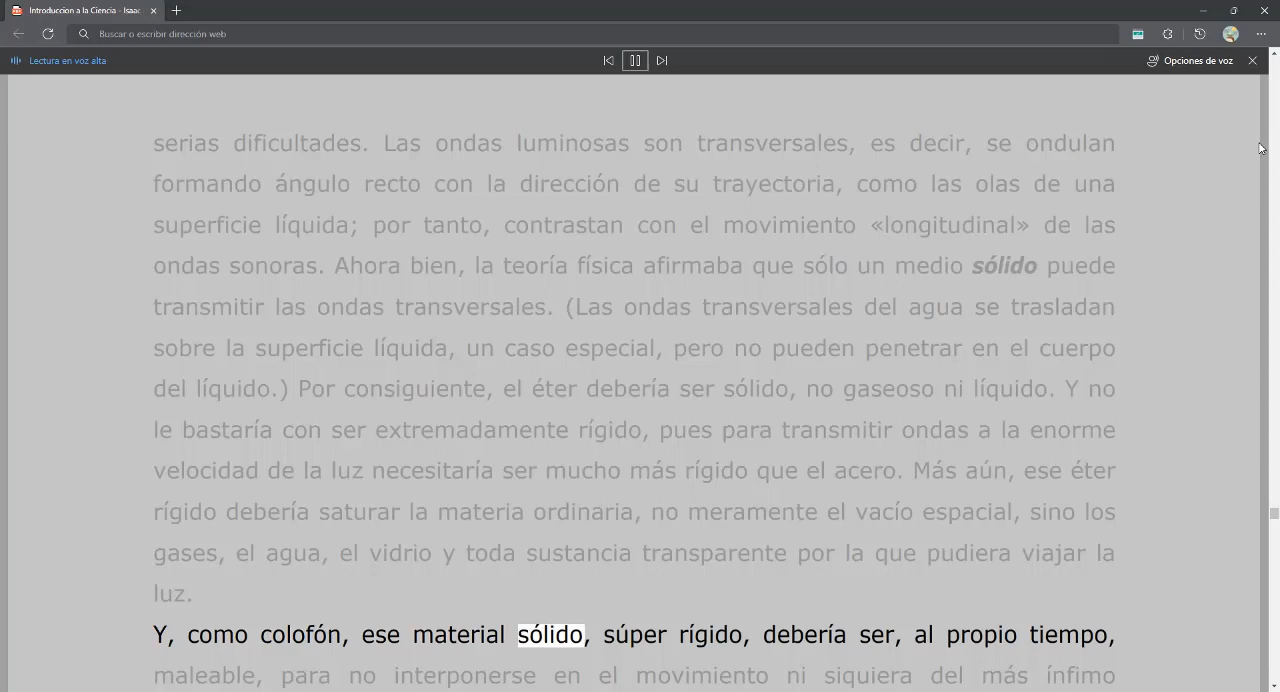 Introduccion a la Ciencia - Isaac
Buscar o escribir dirección web
Lectura en voz alta
Opciones de voz
serias dificultades. Las ondas luminosas son transversales, es decir, se ondulan
formando ángulo recto con la dirección de su trayectoria, como las olas de una
superficie líquida; por tanto, contrastan con el movimiento «longitudinal» de las
ondas sonoras. Ahora bien, la teoría física afirmaba que sólo un medio sólido puede
transmitir las ondas transversales. (Las ondas transversales del agua se trasladan
sobre la superficie líquida, un caso especial, pero no pueden penetrar en el cuerpo
del líquido.) Por consiguiente, el éter debería ser sólido, no gaseoso ni líquido. Y no
le bastaría con ser extremadamente rígido, pues para transmitir ondas a la enorme
velocidad de la luz necesitaría ser mucho más rígido que el acero. Más aún, ese éter
rígido debería saturar la materia ordinaria, no meramente el vacío espacial, sino los
gases, el agua, el vidrio y toda sustancia transparente por la que pudiera viajar la
luz.
Y, como colofón, ese material sólido, súper rígido, debería ser, al propio tiempo,
maleable, para no interponerse en el movimiento ni siquiera del más ínfimo